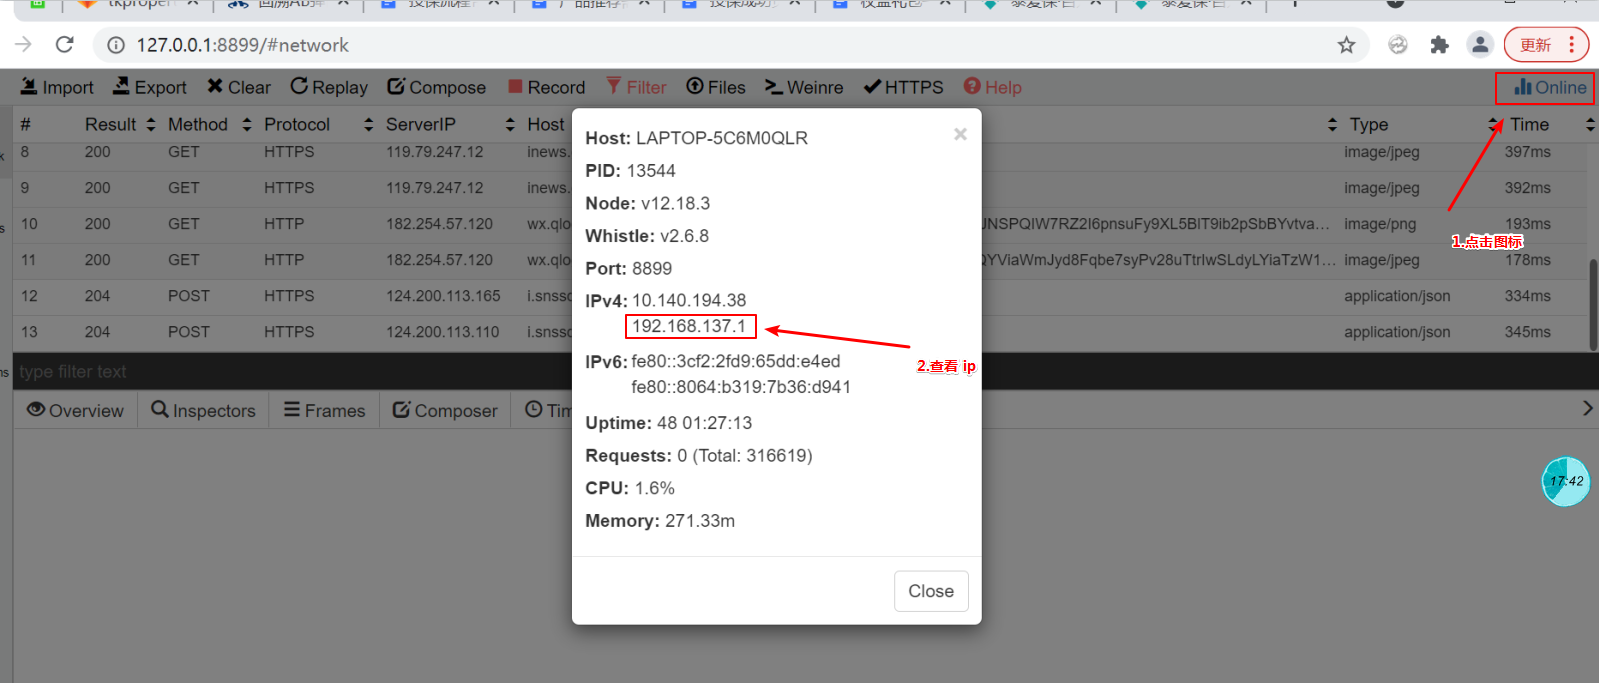 127.0.0.1:8899/#network
更新
Import Export Clear Replay Compose Record Filter Files Weinre HTTPS Help Online
# Result Method Protocol ServerIP Host Type Time
8 200 GET HTTPS 119.79.247.12 inews. image/jpeg 397ms
9 200 GET HTTPS 119.79.247.12 inews. image/jpeg 392ms
10 200 GET HTTP 182.254.57.120 wx.qlo image/png 193ms
11 200 GET HTTP 182.254.57.120 wx.qlo image/jpeg 178ms
12 204 POST HTTPS 124.200.113.165 i.snssd application/json 334ms
13 204 POST HTTPS 124.200.113.110 i.snssd application/json 345ms
type filter text
Overview Inspectors Frames Composer Tim
Host: LAPTOP-5C6M0QLR
×
PID: 13544
Node: v12.18.3
Whistle: v2.6.8
Port: 8899
IPv4: 10.140.194.38
192.168.137.1
IPv6: fe80::3cf2:2fd9:65dd:e4ed
fe80::8064:b319:7b36:d941
Uptime: 48 01:27:13
Requests: 0 (Total: 316619)
CPU: 1.6%
Memory: 271.33m
Close
1.点击图标
2.查看 ip
17:42